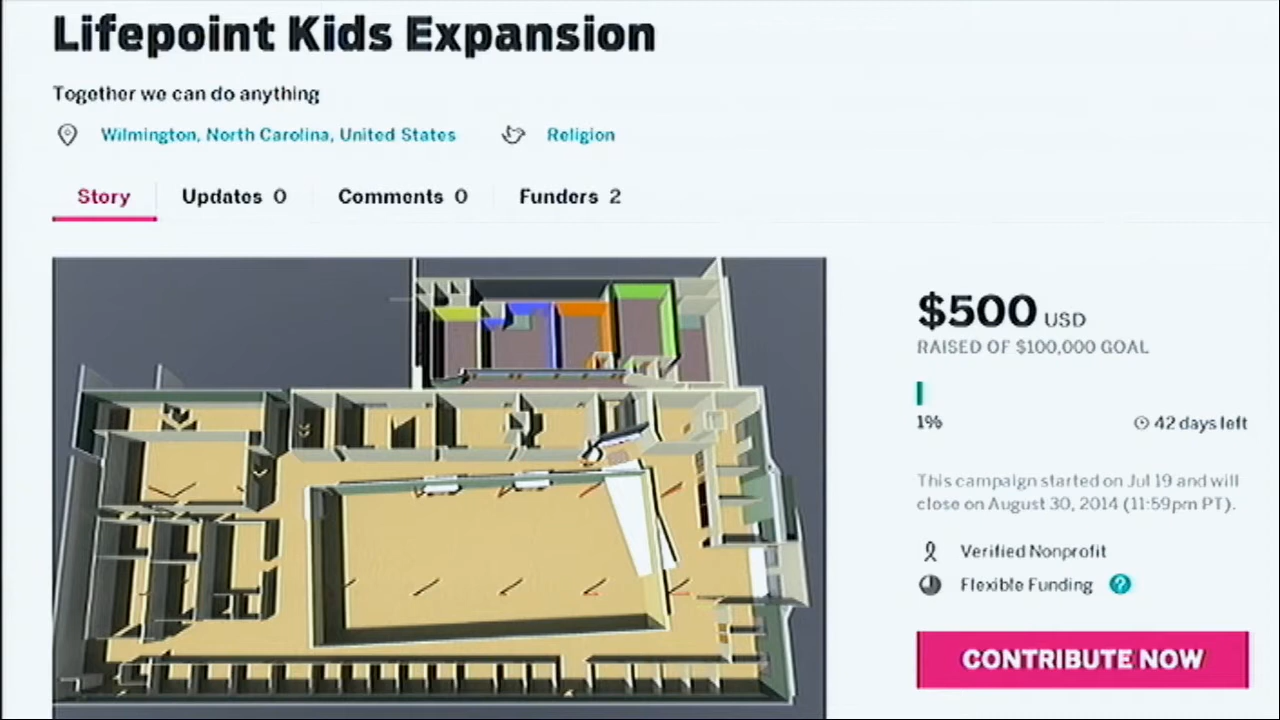 Lifepoint Kids Expansion
Together we can do anything
Wilmington, North Carolina, United States Religion
Story Updates 0 Comments 0 Funders 2
$500 USD
RAISED OF $100,000 GOAL
1% 42 days left
This campaign started on Jul 19 and will
close on August 30, 2014 (11:59pm PT).
Verified Nonprofit
Flexible Funding ?
CONTRIBUTE NOW